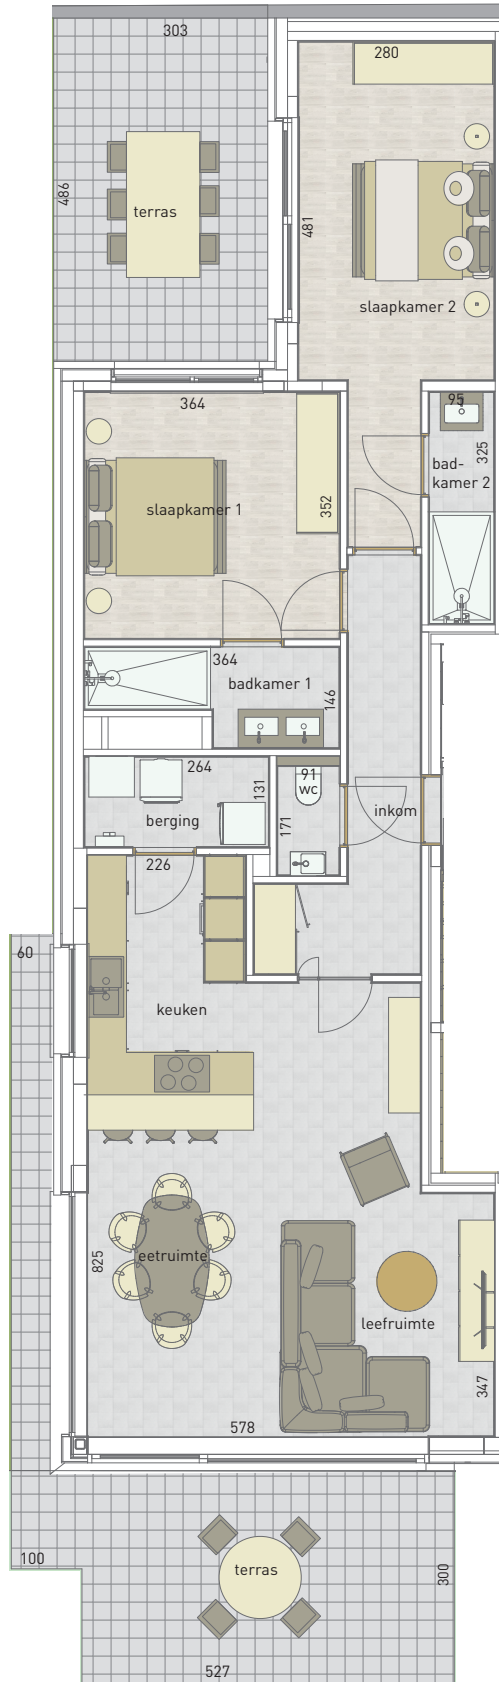 303
280
486
terras
481
slaapkamer 2
364
95
325
bad-
kamer 2
slaapkamer 1
352
364
badkamer 1
146
264
91
wc
131
berging
171
inkom
226
60
keuken
825
eetruimte
leefruimte
347
578
100
terras
300
527